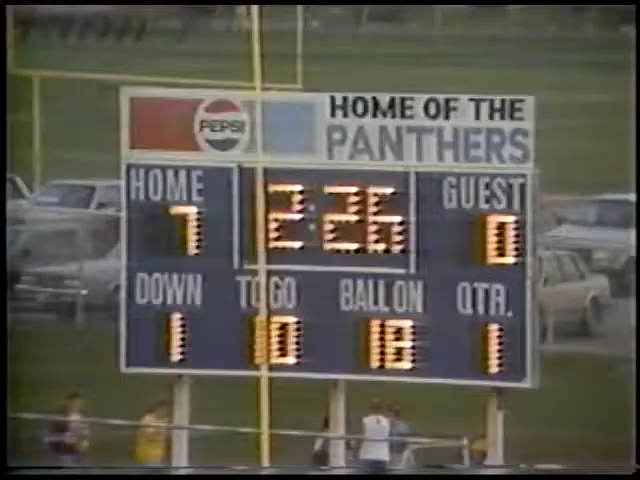 PEPSI
HOME OF THE
PANTHERS
HOME 2:26 GUEST
7 0
DOWN TO GO BALL ON QTR.
1 10 18 1